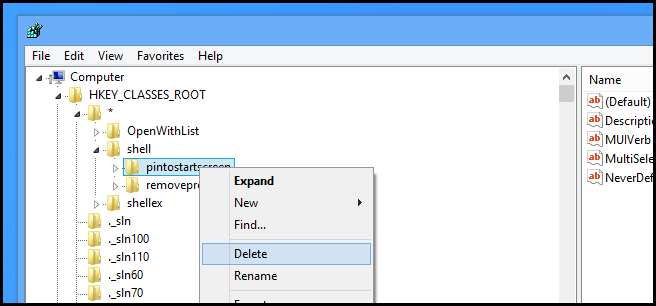 File Edit View Favorites Help
Computer
HKEY_CLASSES_ROOT
*
OpenWithList
shell
pintostartscreen
removepro
shellex
._sln
._sln100
._sln110
._sln60
._sln70
Expand
New
Find...
Delete
Rename
Name
(Default)
Descriptio
MUIVerb
MultiSele
NeverDef